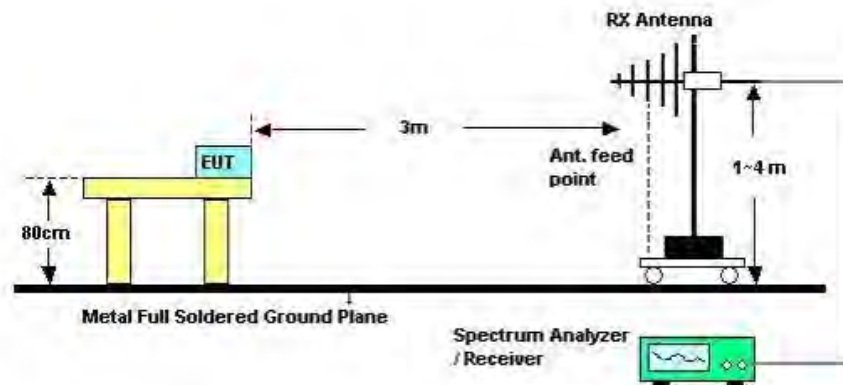 RX Antenna
3m
EUT
Ant. feed
point
1~4 m
80cm
Metal Full Soldered Ground Plane
Spectrum Analyzer
/ Receiver